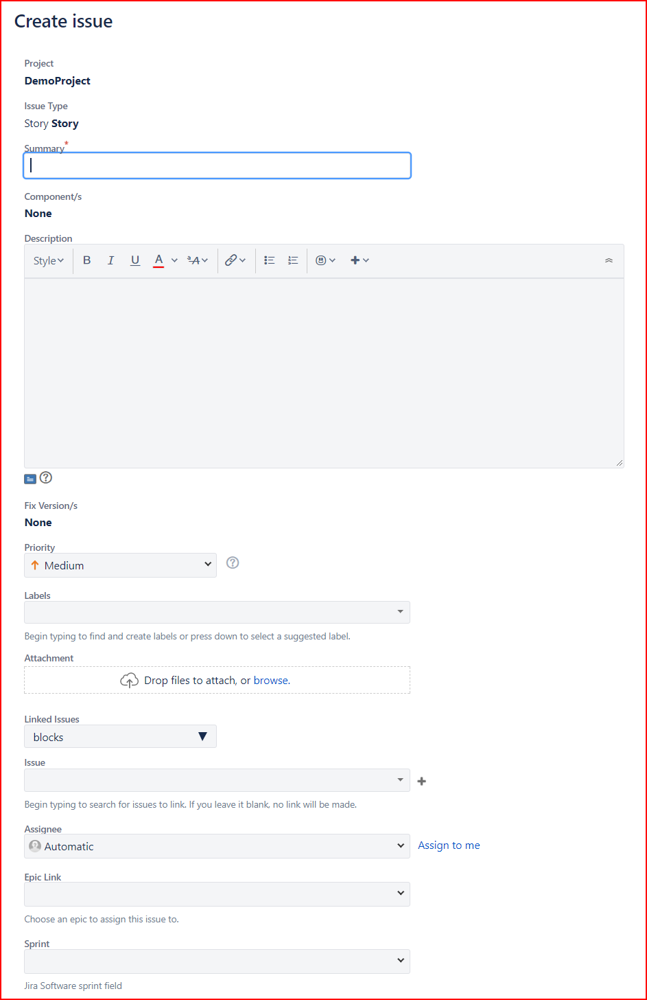 Create issue
Project
DemoProject
Issue Type
Story Story
Summary*
Component/s
None
Description
Style B I U A ªA
Fix Version/s
None
Priority
Medium
Labels
Begin typing to find and create labels or press down to select a suggested label.
Attachment
Drop files to attach, or browse.
Linked Issues
blocks
Issue
Begin typing to search for issues to link. If you leave it blank, no link will be made.
Assignee
Automatic Assign to me
Epic Link
Choose an epic to assign this issue to.
Sprint
Jira Software sprint field